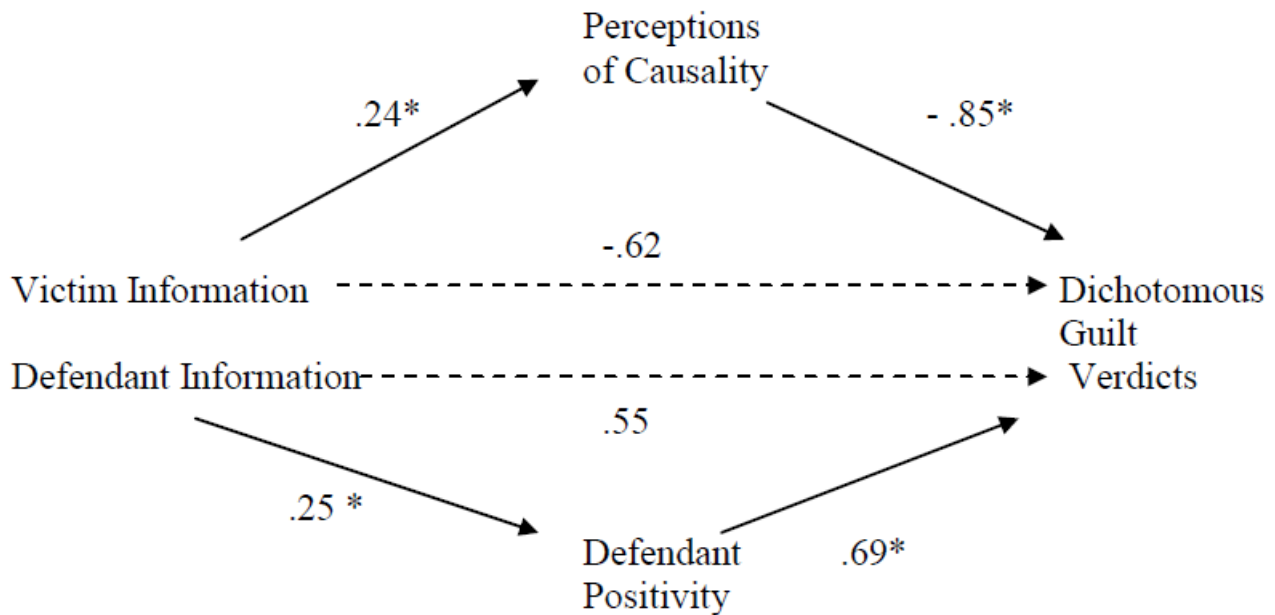 Perceptions
of Causality
.24*
- .85*
-.62
Victim Information
Dichotomous
Guilt
Defendant Information
Verdicts
.55
.25 *
Defendant
Positivity
.69*